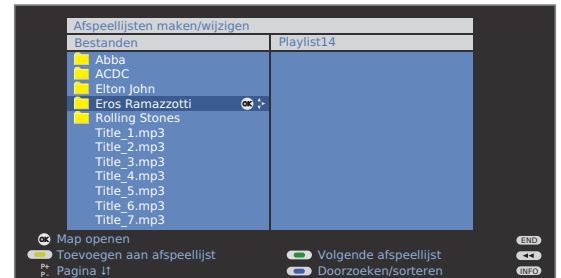 Afspeellijsten maken/wijzigen
Bestanden Playlist14
Abba
ACDC
Elton John
Eros Ramazzotti OK
Rolling Stones
Title_1.mp3
Title_2.mp3
Title_3.mp3
Title_4.mp3
Title_5.mp3
Title_6.mp3
Title_7.mp3
OK Map openen END
Toevoegen aan afspeellijst Volgende afspeellijst
P+ P- Pagina ↓↑ Doorzoeken/sorteren INFO